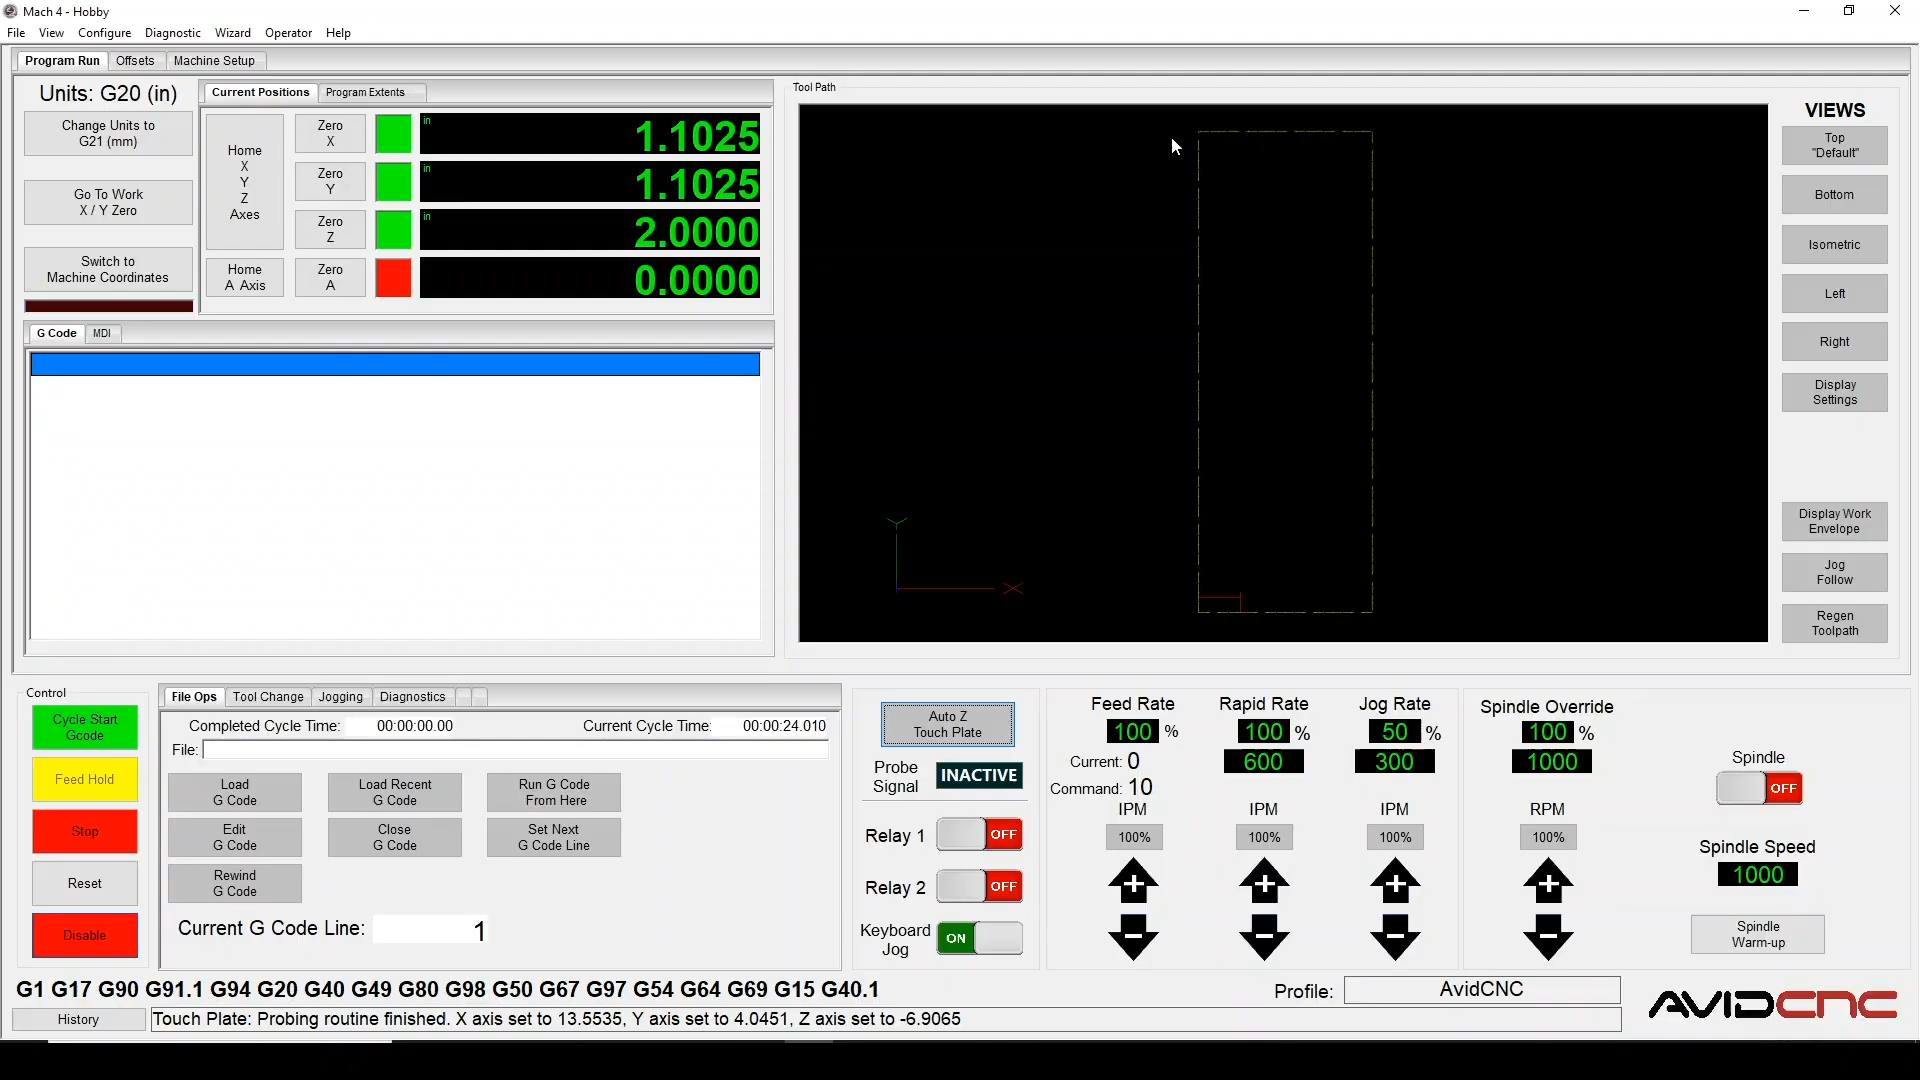 Mach 4 - Hobby
File View Configure Diagnostic Wizard Operator Help
Program Run Offsets Machine Setup
Units: G20 (in)
Change Units to
G21 (mm)
Go To Work
X / Y Zero
Switch to
Machine Coordinates
Current Positions Program Extents
Home
X
Y
Z
Axes
Zero
X
in
1.1025
Zero
Y
in
1.1025
Zero
Z
in
2.0000
Home
A Axis
Zero
A
0.0000
G Code MDI
Tool Path
Y
X
VIEWS
Top
"Default"
Bottom
Isometric
Left
Right
Display
Settings
Display Work
Envelope
Jog
Follow
Regen
Toolpath
Control
Cycle Start
Gcode
Feed Hold
Stop
Reset
Disable
File Ops Tool Change Jogging Diagnostics
Completed Cycle Time: 00:00:00.00 Current Cycle Time: 00:00:24.010
File:
Load
G Code
Load Recent
G Code
Run G Code
From Here
Edit
G Code
Close
G Code
Set Next
G Code Line
Rewind
G Code
Current G Code Line: 1
Auto Z
Touch Plate
Probe
Signal
INACTIVE
Relay 1 OFF
Relay 2 OFF
Keyboard
Jog
ON
Feed Rate
100 %
Current: 0
Command: 10
IPM
100%
Rapid Rate
100 %
600
IPM
100%
Jog Rate
50 %
300
IPM
100%
Spindle Override
100 %
1000
RPM
100%
Spindle
OFF
Spindle Speed
1000
Spindle
Warm-up
G1 G17 G90 G91.1 G94 G20 G40 G49 G80 G98 G50 G67 G97 G54 G64 G69 G15 G40.1
Profile: AvidCNC
AVIDCNC
History Touch Plate: Probing routine finished. X axis set to 13.5535, Y axis set to 4.0451, Z axis set to -6.9065